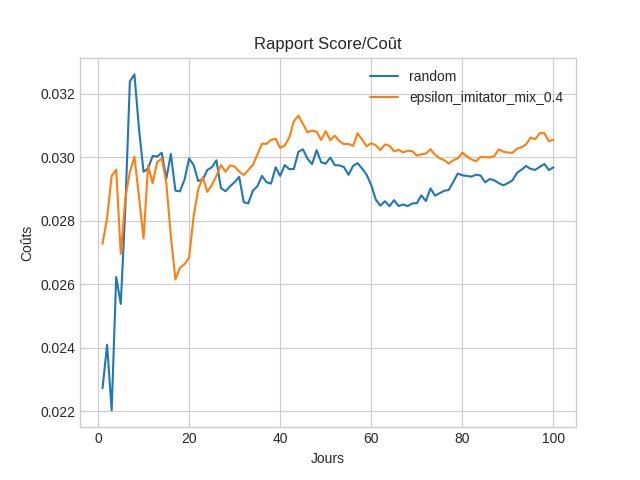 Rapport Score/Coût
random
epsilon_imitator_mix_0.4
Coûts
0.032
0.030
0.028
0.026
0.024
0.022
0 20 40 60 80 100
Jours